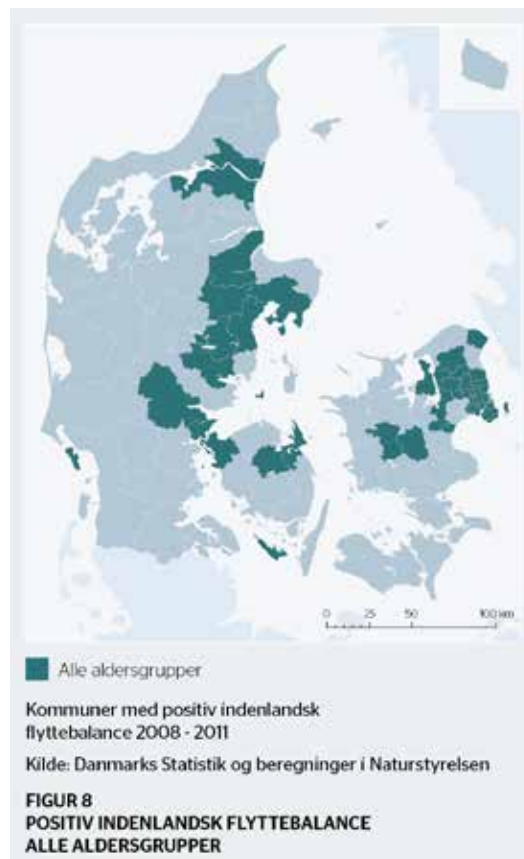 0 25 50 100 km
Alle aldersgrupper
Kommuner med positiv indenlandsk
flyttebalance 2008 - 2011
Kilde: Danmarks Statistik og beregninger i Naturstyrelsen
FIGUR 8
POSITIV INDENLANDSK FLYTTEBALANCE
ALLE ALDERSGRUPPER